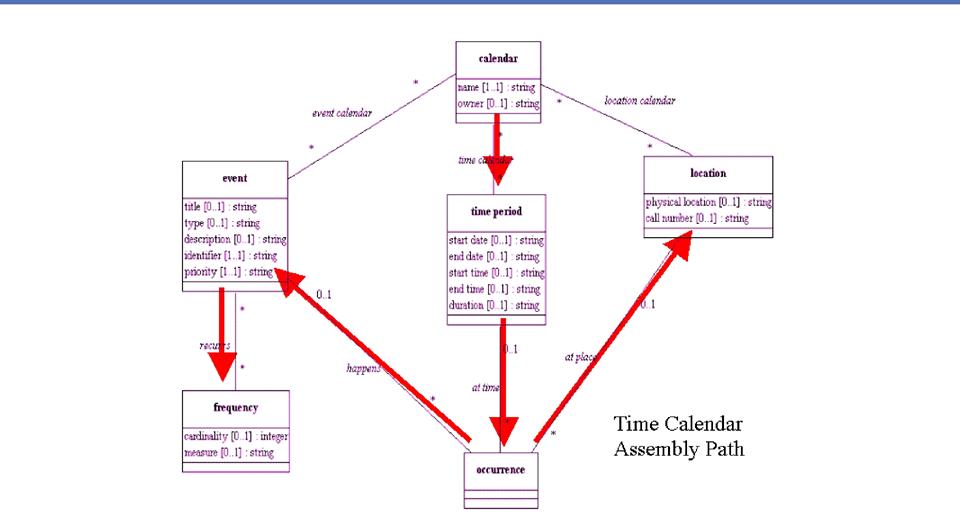 calendar
name [1..1] : string
owner [0..1] : string
*
*
event calendar
location calendar
*
*
*
time calendar
event
title [0..1] : string
type [0..1] : string
description [0..1] : string
identifier [1..1] : string
priority [1..1] : string
time period
start date [0..1] : string
end date [0..1] : string
start time [0..1] : string
end time [0..1] : string
duration [0..1] : string
location
physical location [0..1] : string
call number [0..1] : string
0..1
*
0..1
recurs
*
0..1
happens
at time
at place
*
*
*
frequency
cardinality [0..1] : integer
measure [0..1] : string
Time Calendar
Assembly Path
occurrence